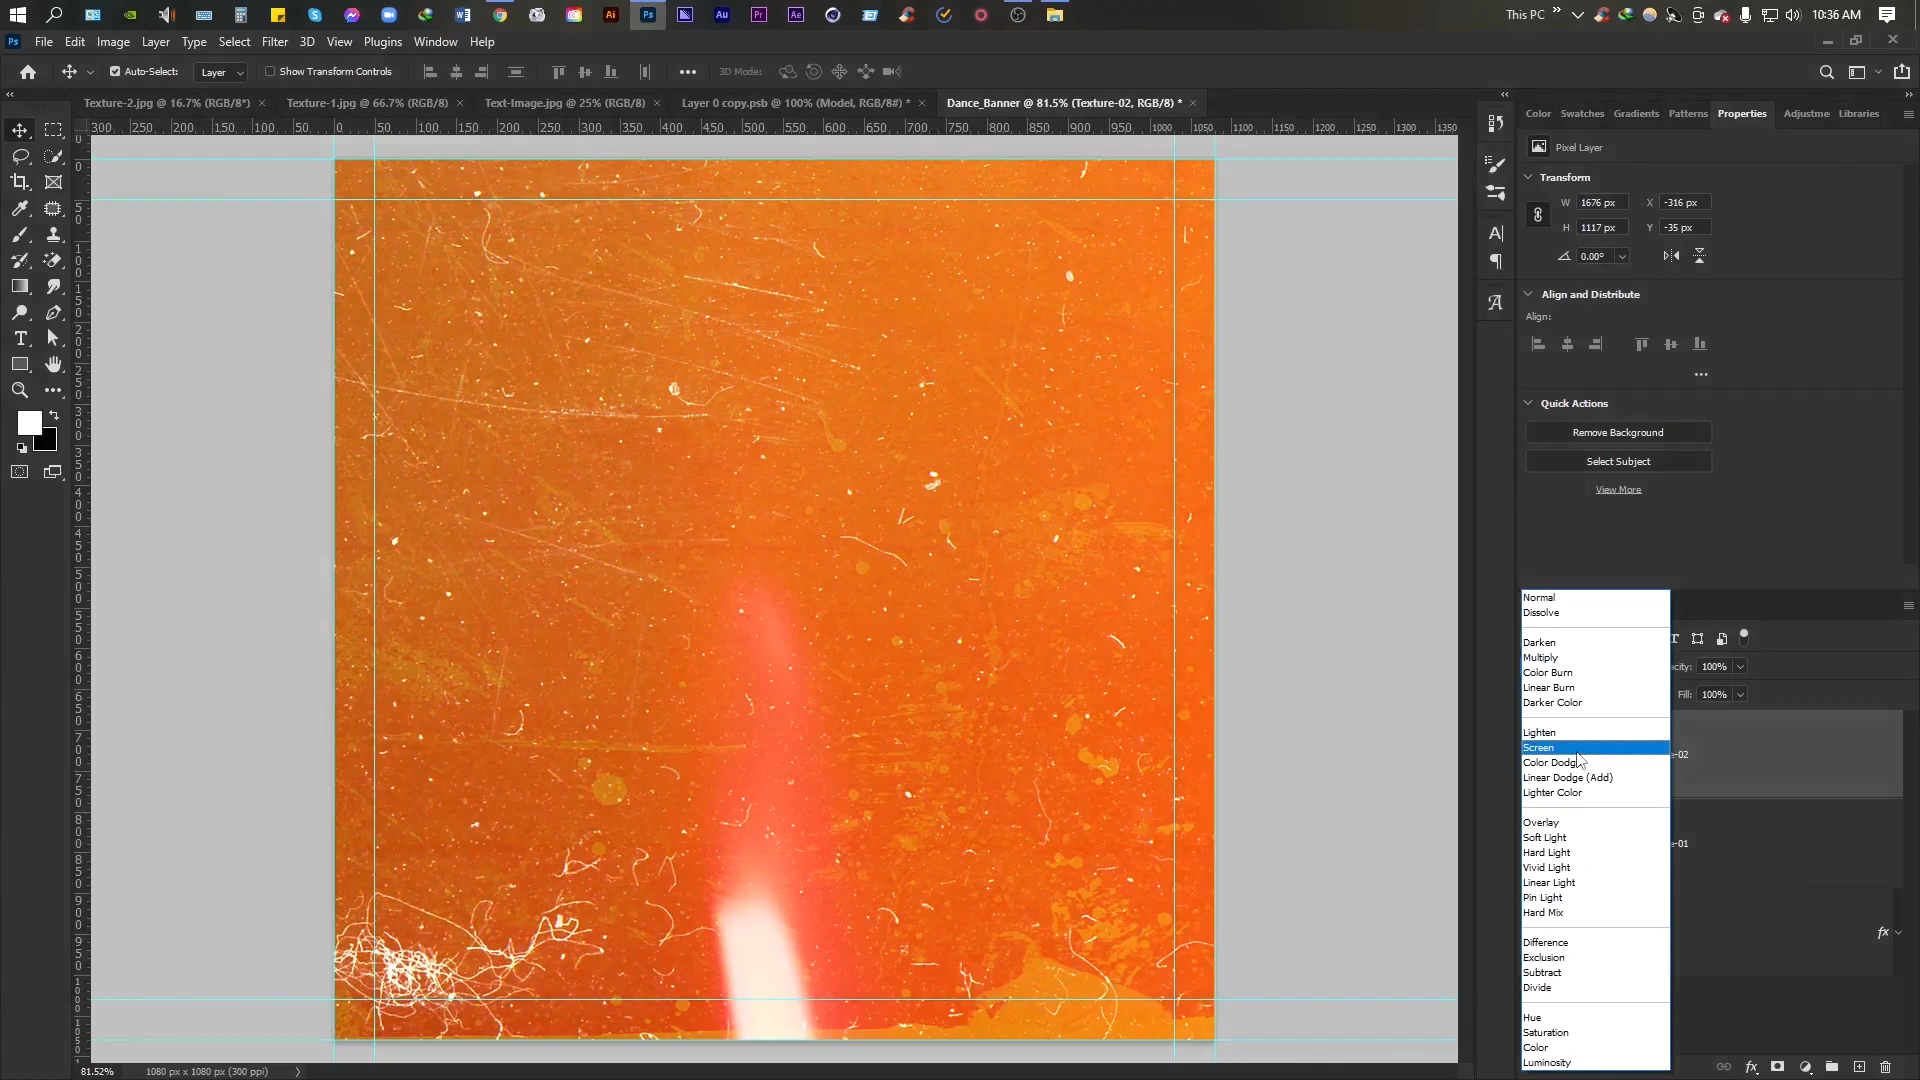 This PC
10:36 AM
File Edit Image Layer Type Select Filter 3D View Plugins Window Help
Auto-Select: Layer Show Transform Controls 3D Mode:
Texture-2.jpg @ 16.7% (RGB/8*) × Texture-1.jpg @ 66.7% (RGB/8) × Text-Image.jpg @ 25% (RGB/8) × Layer 0 copy.psb @ 100% (Model, RGB/8#) * × Dance_Banner @ 81.5% (Texture-02, RGB/8) * ×
Color Swatches Gradients Patterns Properties Adjustme Libraries
300 250 200 150 100 50 0 50 100 150 200 250 300 350 400 450 500 550 600 650 700 750 800 850 900 950 1000 1050 1100 1150 1200 1250 1300 1350
Pixel Layer
Transform
W 1676 px X -316 px
H 1117 px Y -35 px
0.00°
Align and Distribute
Align:
Quick Actions
Remove Background
Select Subject
View More
Normal
Dissolve
Darken
Multiply
Color Burn
Linear Burn
Darker Color
Lighten
Screen
Color Dodge
Linear Dodge (Add)
Lighter Color
Overlay
Soft Light
Hard Light
Vivid Light
Linear Light
Pin Light
Hard Mix
Difference
Exclusion
Subtract
Divide
Hue
Saturation
Color
Luminosity
acity: 100%
Fill: 100%
e-02
e-01
fx
81.52% 1080 px x 1080 px (300 ppi)